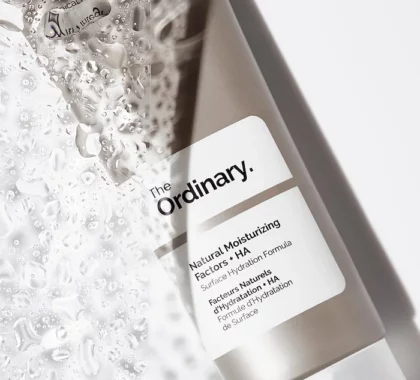 The
Ordinary.
Natural Moisturizing
Factors + HA
Surface Hydration Formula
Facteurs Naturels
d'Hydratation + HA
Formule d'Hydratation
de Surface